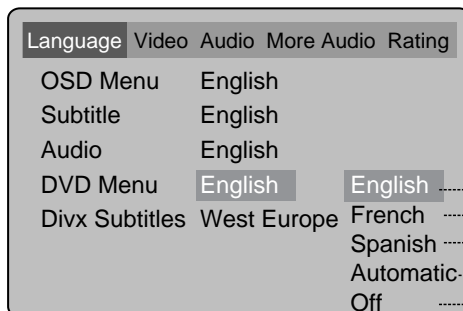 Language Video Audio More Audio Rating
OSD Menu English
Subtitle English
Audio English
DVD Menu English English
Divx Subtitles West Europe French
Spanish
Automatic
Off